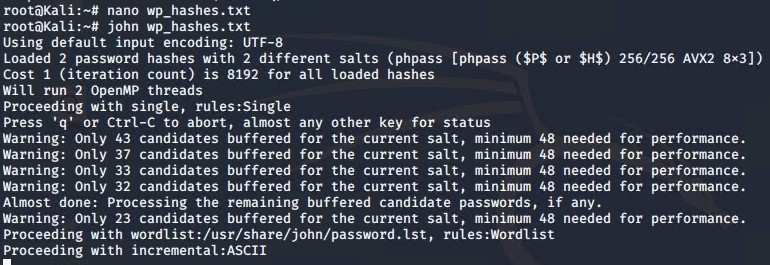 root@Kali:~# nano wp_hashes.txt
root@Kali:~# john wp_hashes.txt
Using default input encoding: UTF-8
Loaded 2 password hashes with 2 different salts (phpass [phpass ($P$ or $H$) 256/256 AVX2 8×3])
Cost 1 (iteration count) is 8192 for all loaded hashes
Will run 2 OpenMP threads
Proceeding with single, rules:Single
Press 'q' or Ctrl-C to abort, almost any other key for status
Warning: Only 43 candidates buffered for the current salt, minimum 48 needed for performance.
Warning: Only 37 candidates buffered for the current salt, minimum 48 needed for performance.
Warning: Only 33 candidates buffered for the current salt, minimum 48 needed for performance.
Warning: Only 32 candidates buffered for the current salt, minimum 48 needed for performance.
Almost done: Processing the remaining buffered candidate passwords, if any.
Warning: Only 23 candidates buffered for the current salt, minimum 48 needed for performance.
Proceeding with wordlist:/usr/share/john/password.lst, rules:Wordlist
Proceeding with incremental:ASCII